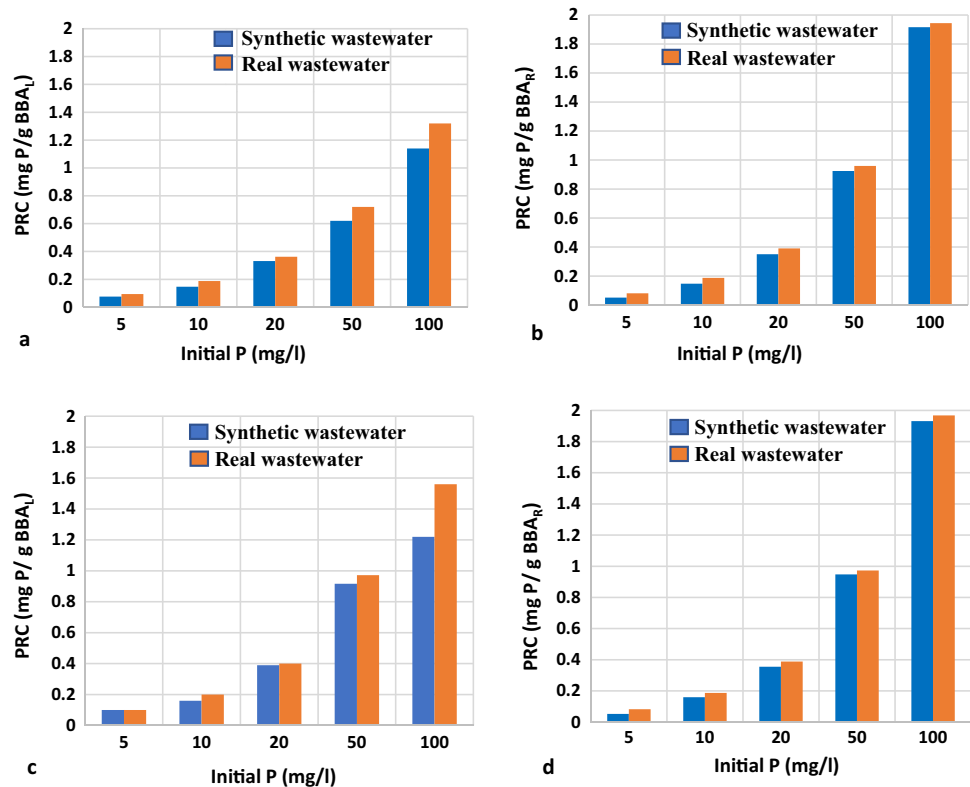 2
1.8
1.6
1.4
1.2
1
0.8
0.6
0.4
0.2
0
PRC (mg P/g BBA_L)
Synthetic wastewater
Real wastewater
5 10 20 50 100
Initial P (mg/l)
a
2
1.8
1.6
1.4
1.2
1
0.8
0.6
0.4
0.2
0
PRC (mg P/g BBA_R)
Synthetic wastewater
Real wastewater
5 10 20 50 100
Initial P (mg/l)
b
2
1.8
1.6
1.4
1.2
1
0.8
0.6
0.4
0.2
0
PRC (mg P/ g BBA_L)
Synthetic wastewater
Real wastewater
5 10 20 50 100
Initial P (mg/l)
c
2
1.8
1.6
1.4
1.2
1
0.8
0.6
0.4
0.2
0
PRC (mg P/ g BBA_R)
Synthetic wastewater
Real wastewater
5 10 20 50 100
Initial P (mg/l)
d